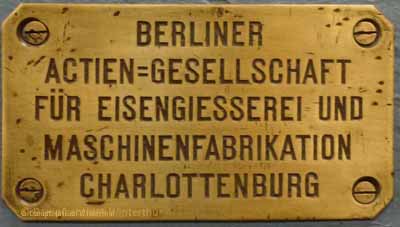 BERLINER
ACTIEN=GESELLSCHAFT
FÜR EISENGIESSEREI UND
MASCHINENFABRIKATION
CHARLOTTENBURG